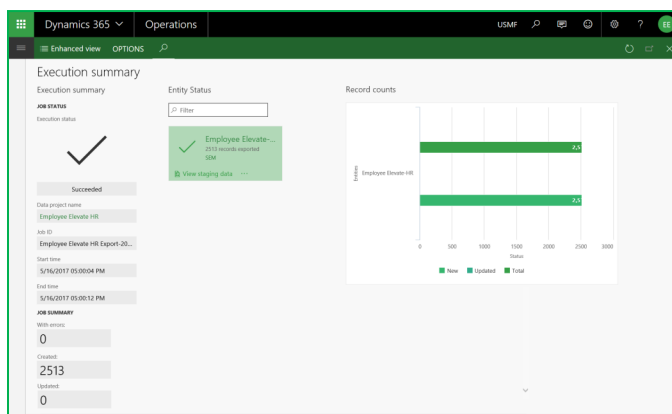 Dynamics 365
Operations
USMF
?
EE
Enhanced view
OPTIONS
Execution summary
Execution summary
JOB STATUS
Execution status
Succeeded
Data project name
Employee Elevate HR
Job ID
Employee Elevate HR Export-20...
Start time
5/16/2017 05:00:04 PM
End time
5/16/2017 05:00:12 PM
JOB SUMMARY
With errors:
0
Created:
2513
Updated:
0
Entity Status
Filter
Employee Elevate-...
2513 records exported
View staging data ...
Record counts
2,5
Employee Elevate-HR
Entities
2,5
0 500 1000 1500 2000 2500 3000
Status
New Updated Total